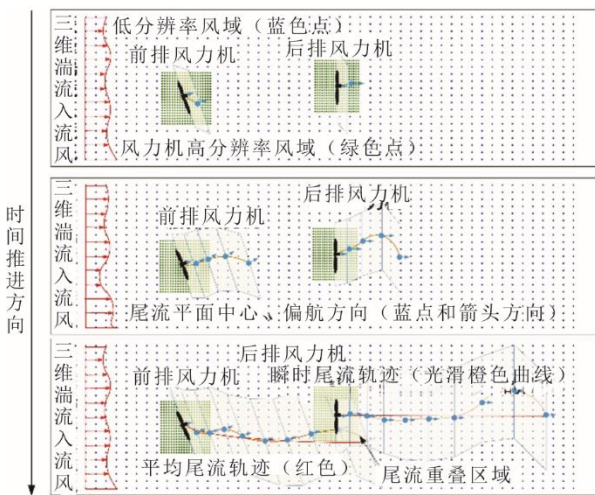 时间推进方向
三维湍流入流风
低分辨率风域（蓝色点）
前排风力机
后排风力机
风力机高分辨率风域（绿色点）
三维湍流入流风
前排风力机
后排风力机
尾流平面中心、偏航方向（蓝点和箭头方向）
三维湍流入流风
后排风力机
前排风力机
瞬时尾流轨迹（光滑橙色曲线）
平均尾流轨迹（红色）
尾流重叠区域